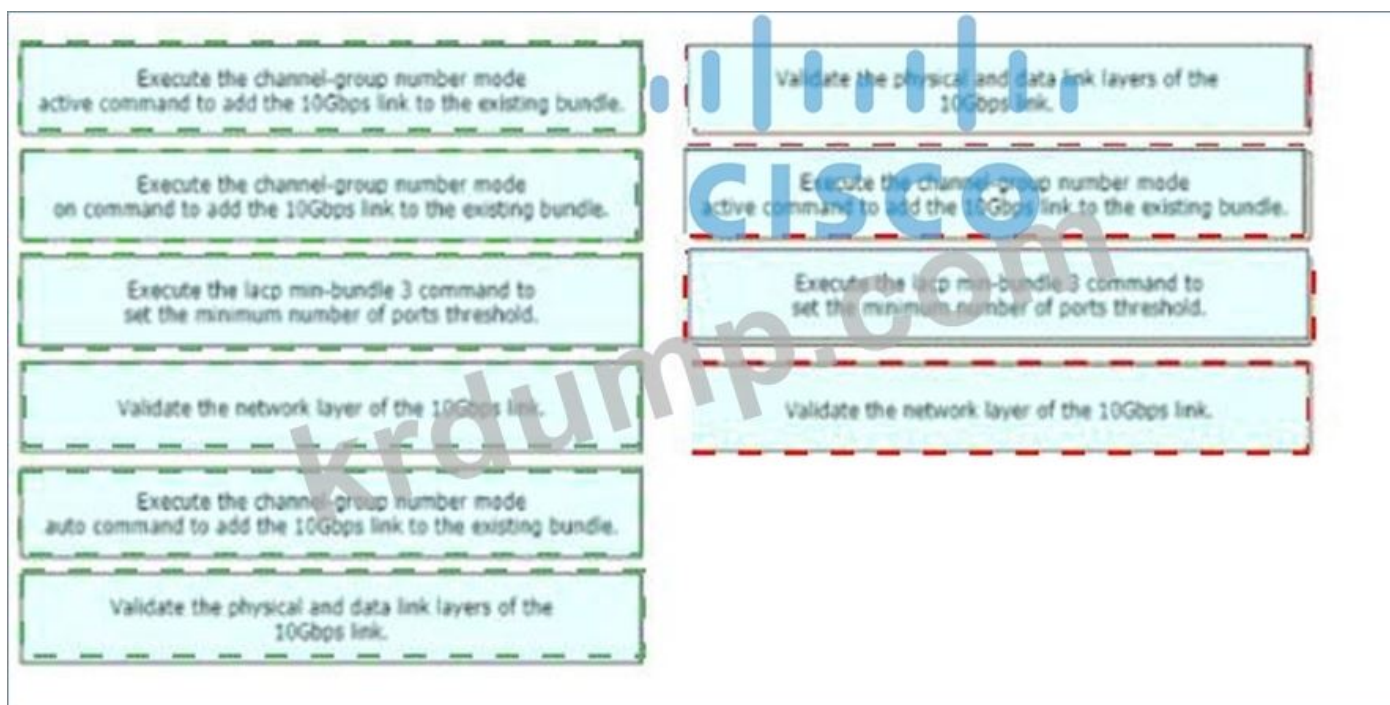 Execute the channel-group number mode
active command to add the 10Gbps link to the existing bundle.
Execute the channel-group number mode
on command to add the 10Gbps link to the existing bundle.
Execute the lacp min-bundle 3 command to
set the minimum number of ports threshold.
Validate the network layer of the 10Gbps link.
Execute the channel-group number mode
auto command to add the 10Gbps link to the existing bundle.
Validate the physical and data link layers of the
10Gbps link.
Validate the physical and data link layers of the
10Gbps link.
Execute the channel-group number mode
active command to add the 10Gbps link to the existing bundle.
Execute the lacp min-bundle 3 command to
set the minimum number of ports threshold.
Validate the network layer of the 10Gbps link.
CISCO
krdump.com